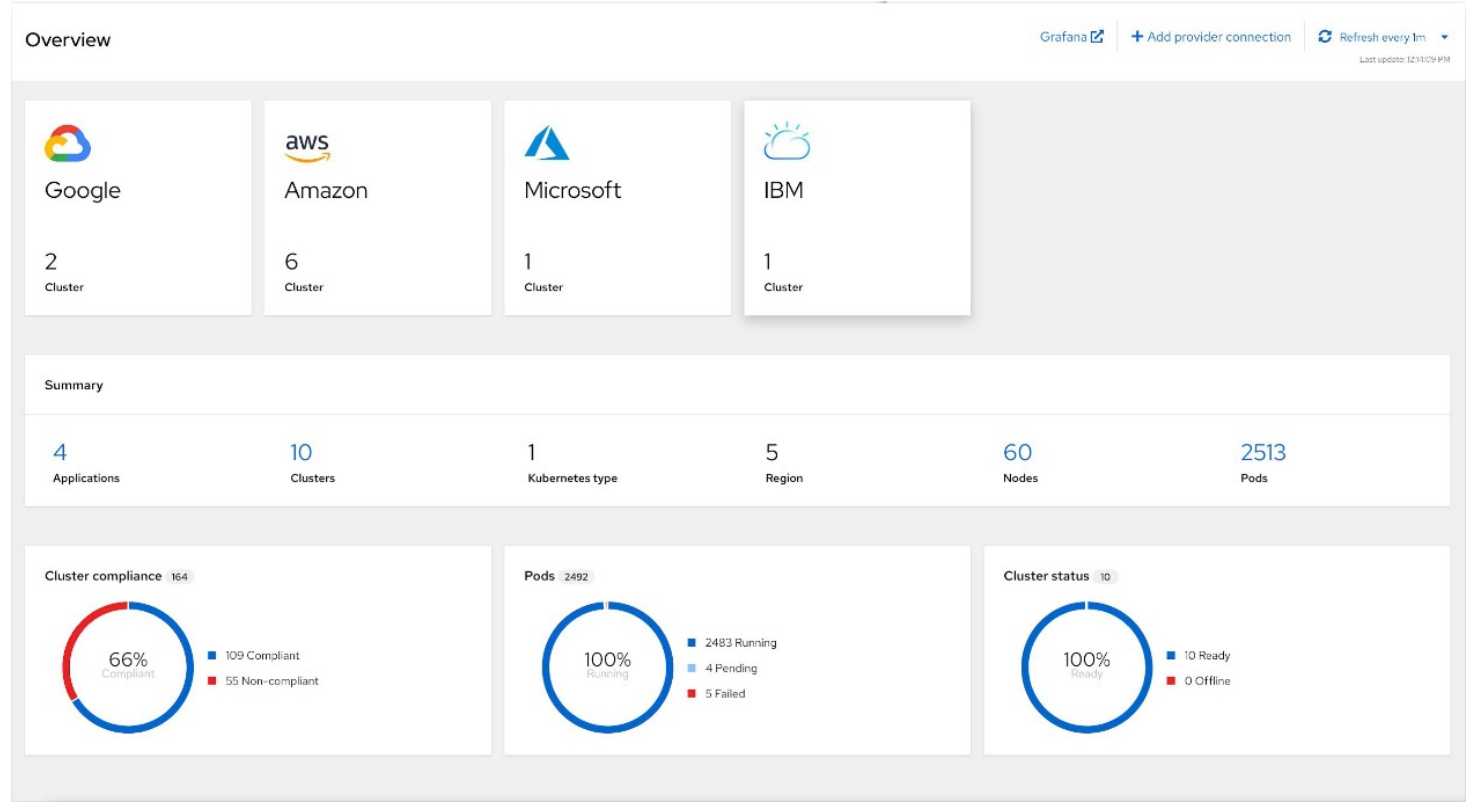 Overview
Grafana
+ Add provider connection
Refresh every 1m
Last update: 12:14:09 PM
aws
Google
Amazon
Microsoft
IBM
2
6
1
1
Cluster
Cluster
Cluster
Cluster
Summary
4
10
1
5
60
2513
Applications
Clusters
Kubernetes type
Region
Nodes
Pods
Cluster compliance 164
66%
Compliant
109 Compliant
55 Non-compliant
Pods 2492
100%
Running
2483 Running
4 Pending
5 Failed
Cluster status 10
100%
Ready
10 Ready
0 Offline